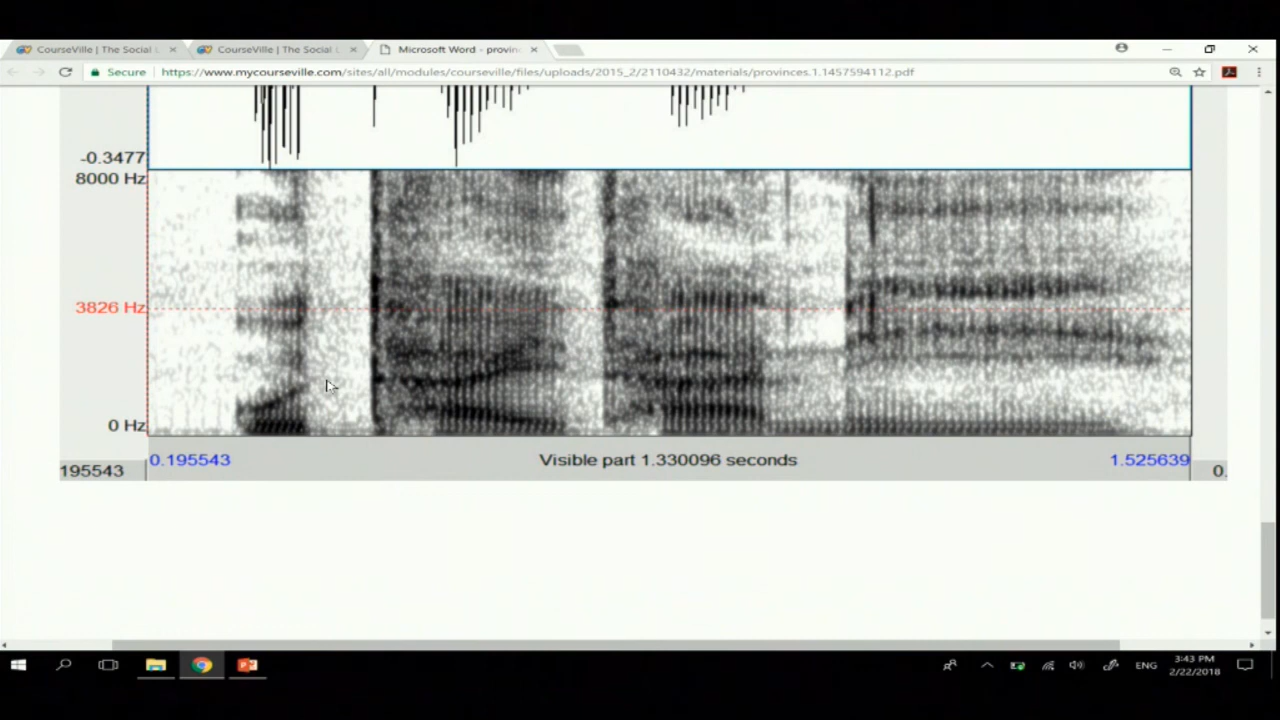 CourseVille | The Social L
CourseVille | The Social L
Microsoft Word - provinc
Secure
https://www.mycourseville.com/sites/all/modules/courseville/files/uploads/2015_2/2110432/materials/provinces.1.1457594112.pdf
-0.3477
8000 Hz
3826 Hz
0 Hz
0.195543
Visible part 1.330096 seconds
1.525639
195543
0.
ENG
3:43 PM
2/22/2018